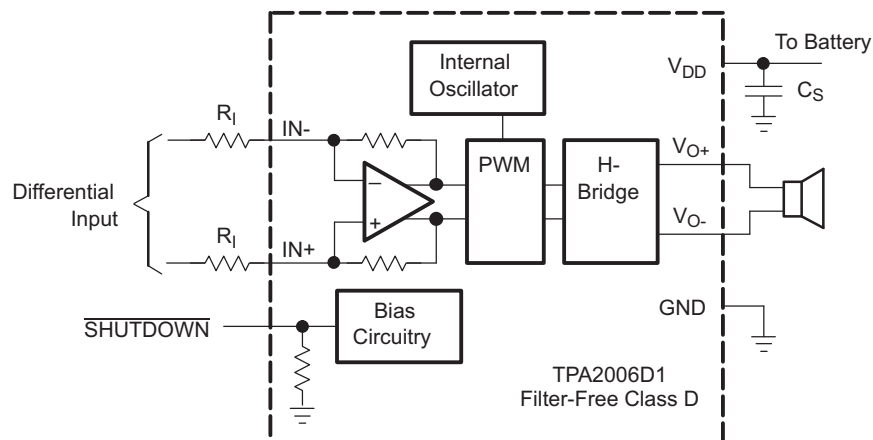 To Battery
Internal
Oscillator
V_DD
C_S
R_I
IN-
Differential
Input
−
+
PWM
H-
Bridge
V_O+
V_O-
R_I
IN+
SHUTDOWN
Bias
Circuitry
GND
TPA2006D1
Filter-Free Class D